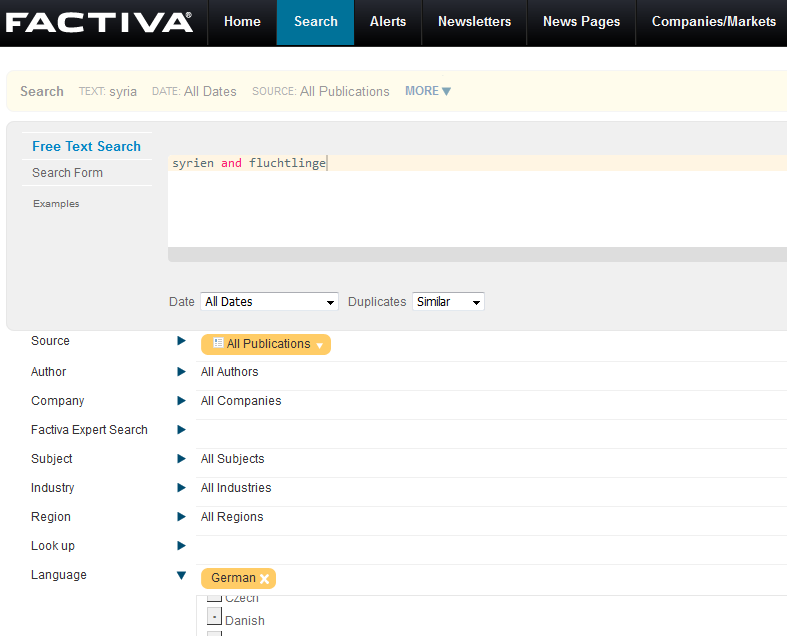 FACTIVA®
Home
Search
Alerts
Newsletters
News Pages
Companies/Markets
Search TEXT: syria DATE: All Dates SOURCE: All Publications MORE ▼
Free Text Search
Search Form
Examples
syrien and fluchtlinge
Date All Dates Duplicates Similar
Source All Publications
Author All Authors
Company All Companies
Factiva Expert Search
Subject All Subjects
Industry All Industries
Region All Regions
Look up
Language German
Czech
- Danish